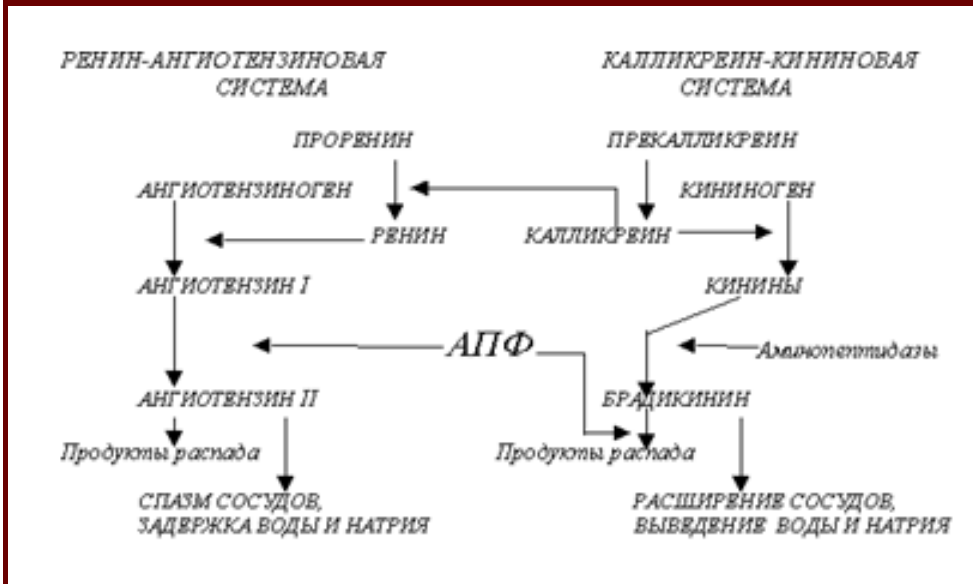 РЕНИН-АНГИОТЕНЗИНОВАЯ
СИСТЕМА
КАЛЛИКРЕИН-КИНИНОВАЯ
СИСТЕМА
ПРОРЕНИН
ПРЕКАЛЛИКРЕИН
АНГИОТЕНЗИНОГЕН
КИНИНОГЕН
РЕНИН
КАЛЛИКРЕИН
АНГИОТЕНЗИН I
КИНИНЫ
АПФ
Аминопептидазы
АНГИОТЕНЗИН II
БРАДИКИНИН
Продукты распада
Продукты распада
СПАЗМ СОСУДОВ,
ЗАДЕРЖКА ВОДЫ И НАТРИЯ
РАСШИРЕНИЕ СОСУДОВ,
ВЫВЕДЕНИЕ ВОДЫ И НАТРИЯ